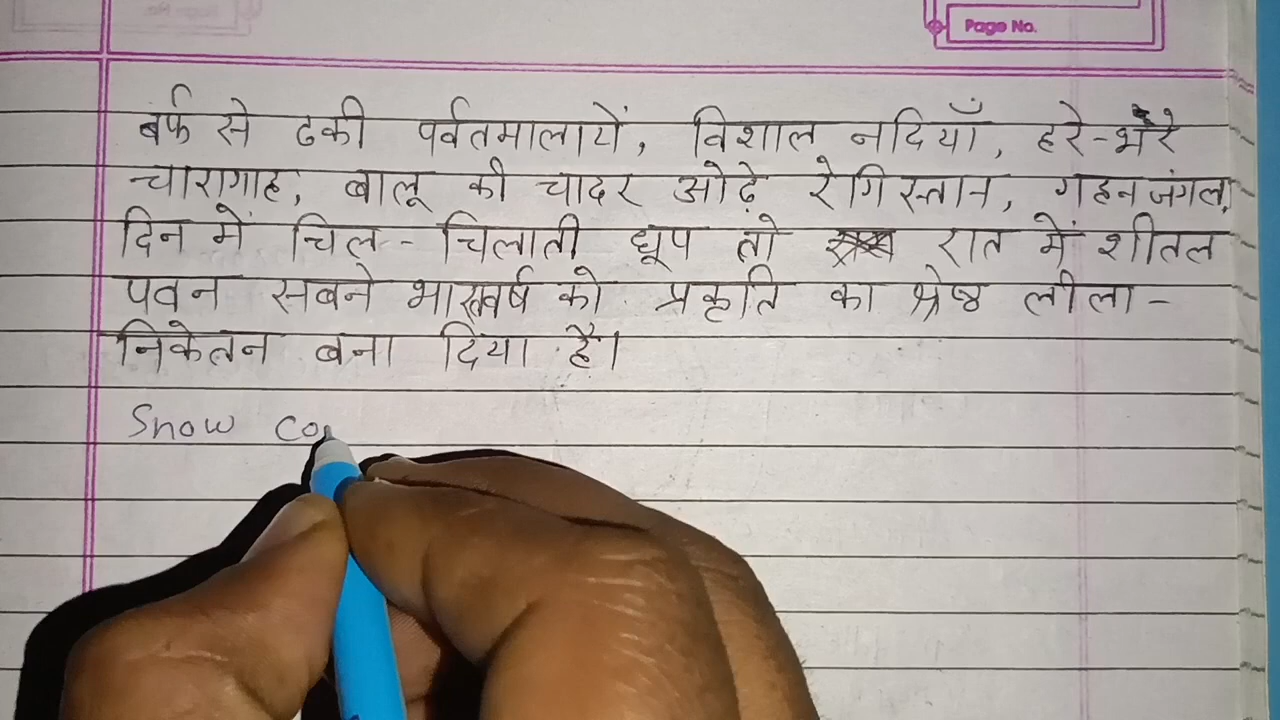 Page No.
बर्फ से ढकी पर्वतमालायें, विशाल नदियाँ, हरे-भरे
चारागाह, बालू की चादर ओढ़े रेगिस्तान, गहन जंगल,
दिन में चिल-चिलाती धूप तो रात में शीतल
पवन सबने भारतवर्ष को प्रकृति का श्रेष्ठ लीला-
निकेतन बना दिया है।
Snow co